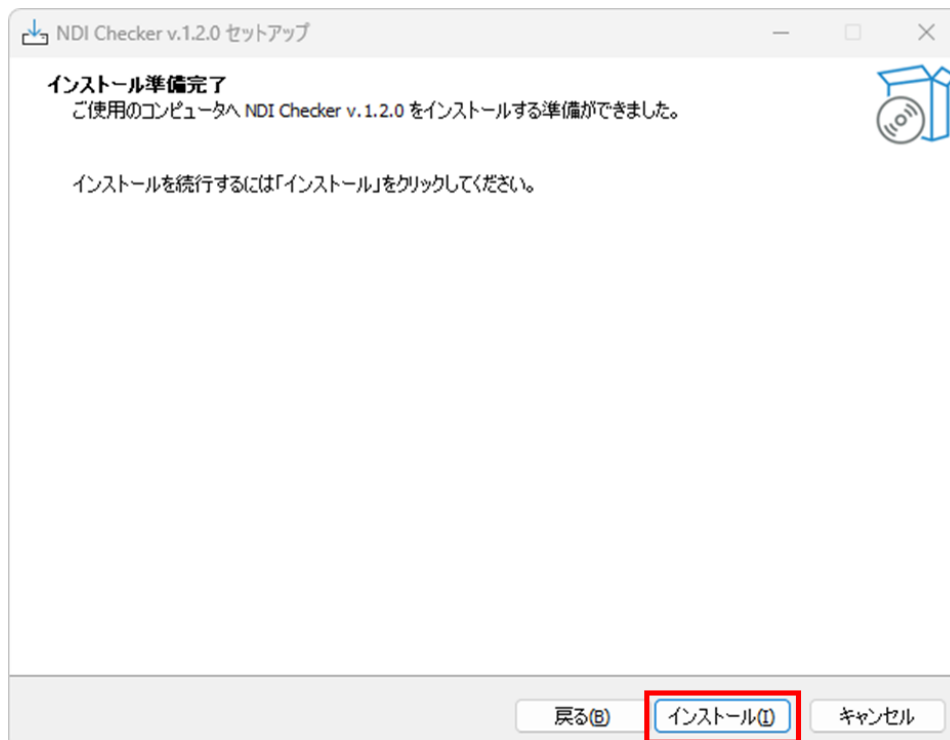 NDI Checker v.1.2.0 セットアップ
インストール準備完了
ご使用のコンピュータへ NDI Checker v.1.2.0 をインストールする準備ができました。
インストールを続行するには「インストール」をクリックしてください。
戻る(B)
インストール(I)
キャンセル